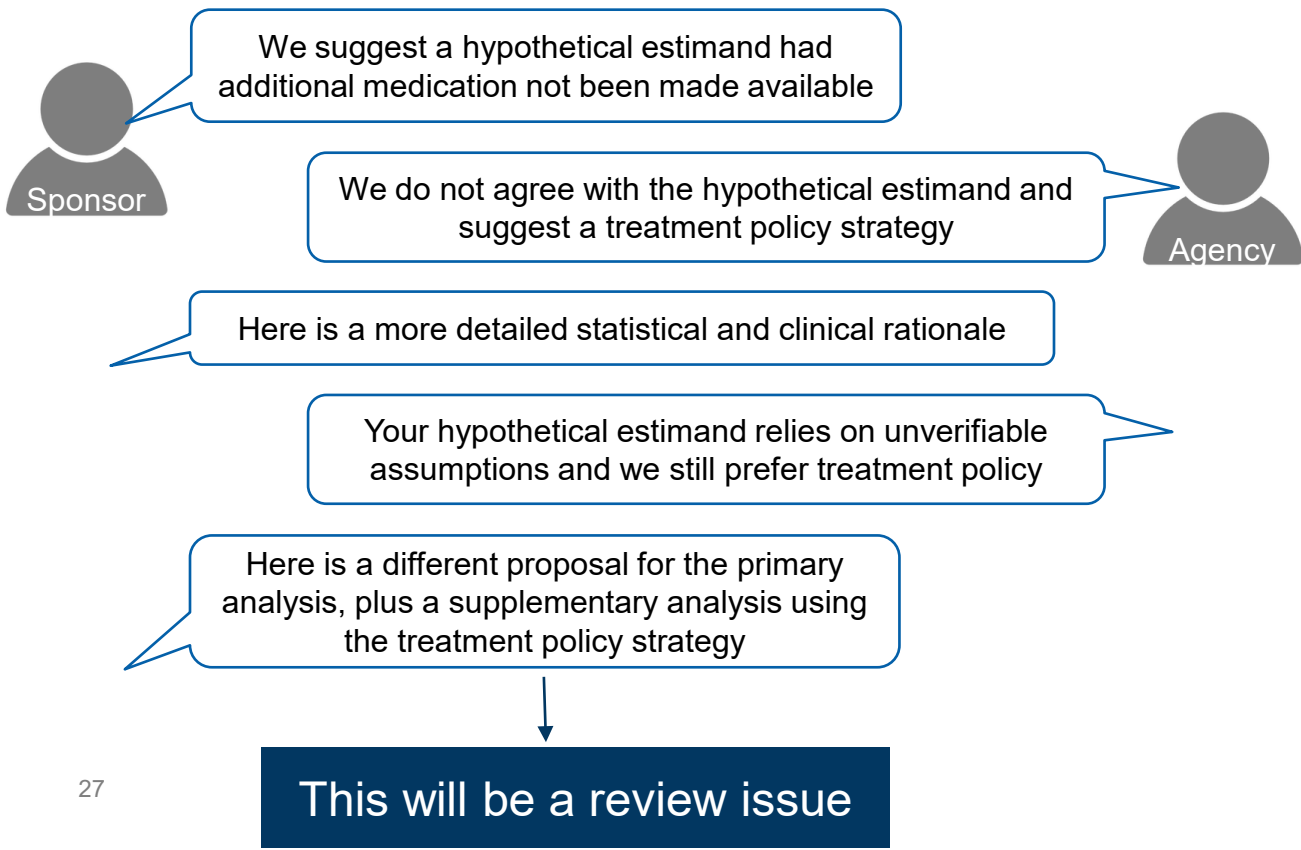 We suggest a hypothetical estimand had
additional medication not been made available
Sponsor
We do not agree with the hypothetical estimand and
suggest a treatment policy strategy
Agency
Here is a more detailed statistical and clinical rationale
Your hypothetical estimand relies on unverifiable
assumptions and we still prefer treatment policy
Here is a different proposal for the primary
analysis, plus a supplementary analysis using
the treatment policy strategy
27
This will be a review issue